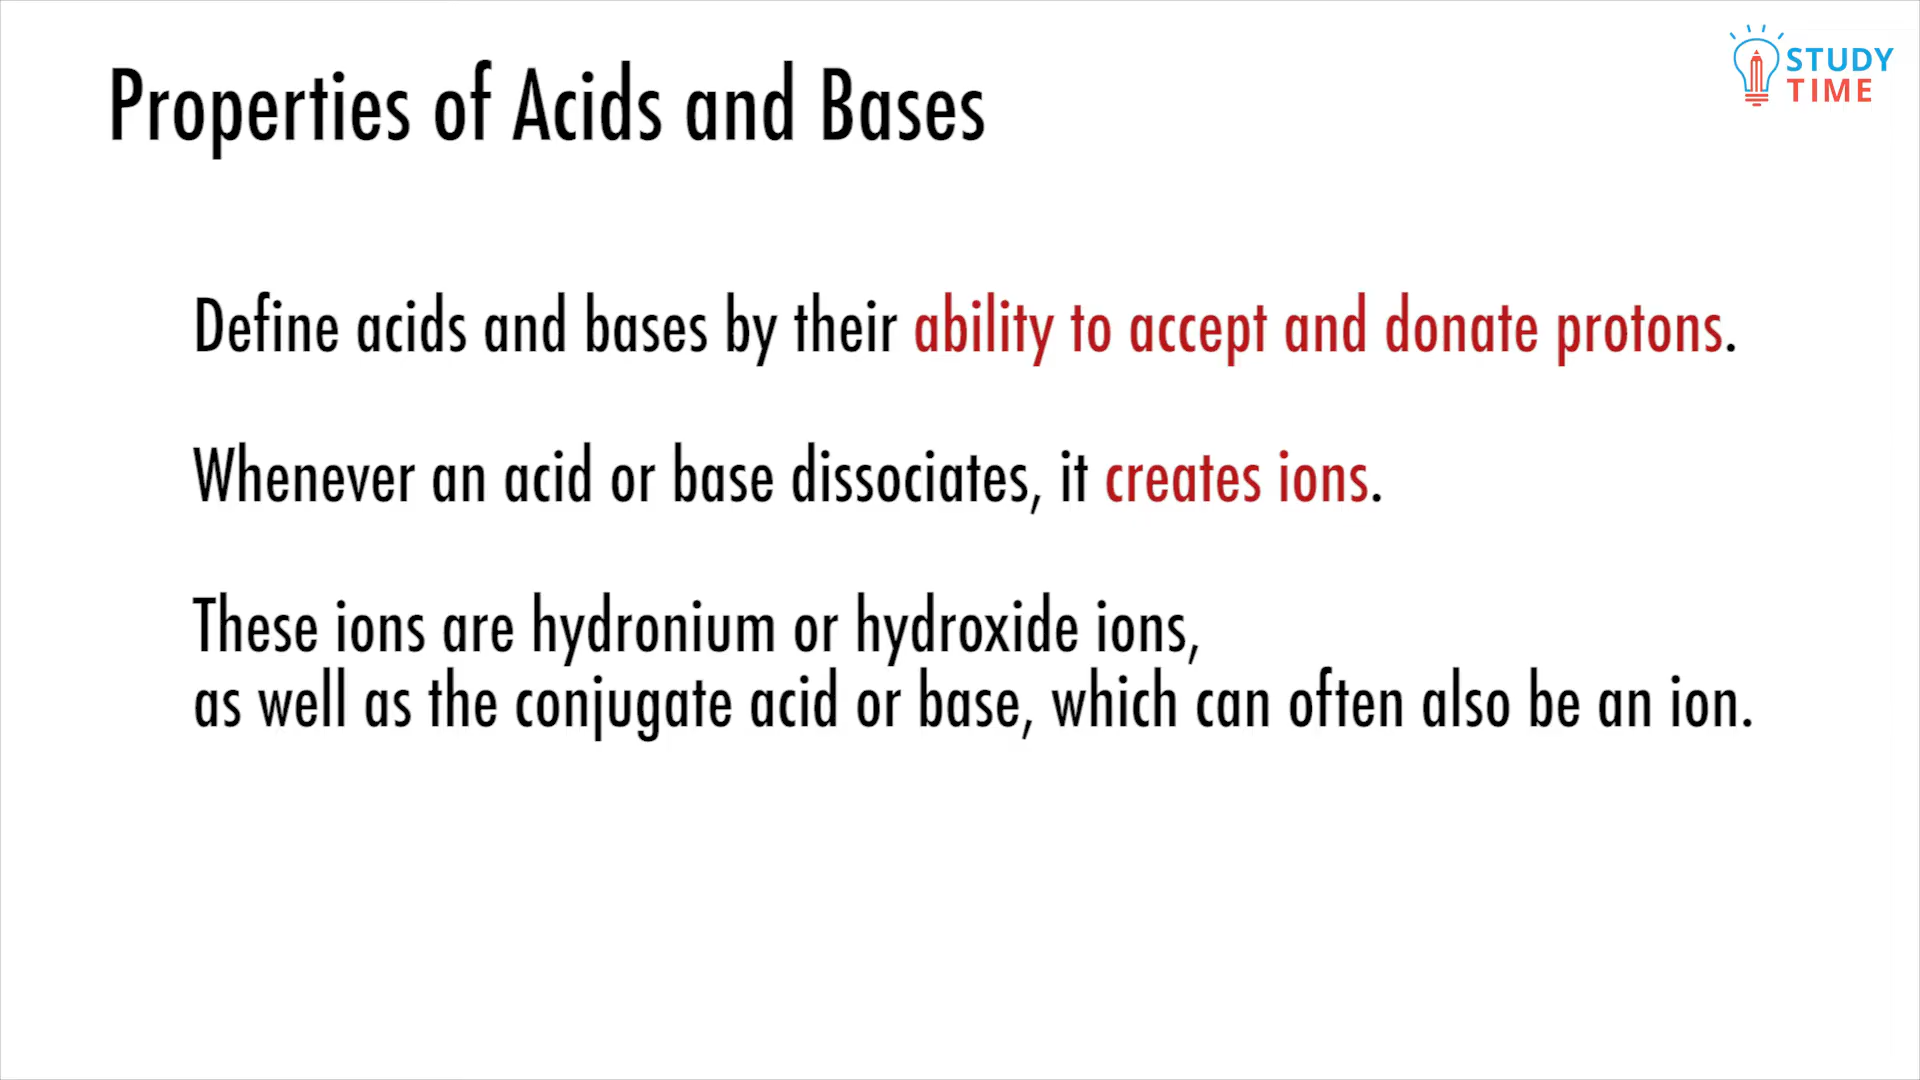 Properties of Acids and Bases
STUDY
TIME
Define acids and bases by their ability to accept and donate protons.
Whenever an acid or base dissociates, it creates ions.
These ions are hydronium or hydroxide ions,
as well as the conjugate acid or base, which can often also be an ion.